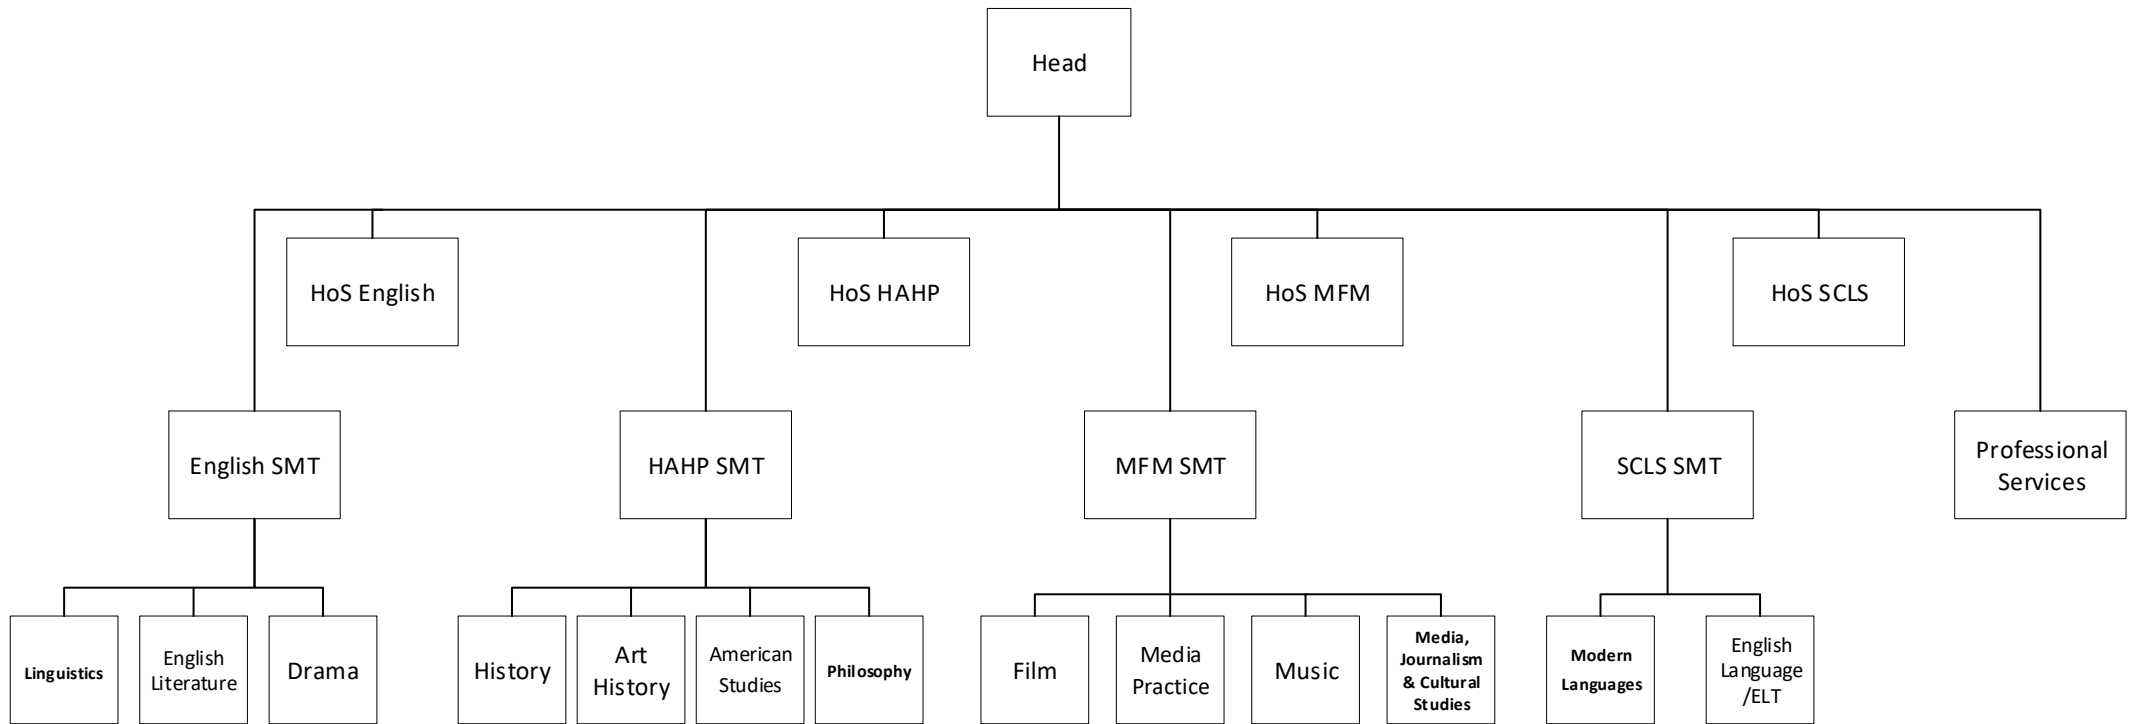 Head
HoS English
HoS HAHP
HoS MFM
HoS SCLS
English SMT
HAHP SMT
MFM SMT
SCLS SMT
Professional
Services
Linguistics
English
Literature
Drama
History
Art
History
American
Studies
Philosophy
Film
Media
Practice
Music
Media,
Journalism
& Cultural
Studies
Modern
Languages
English
Language
/ELT